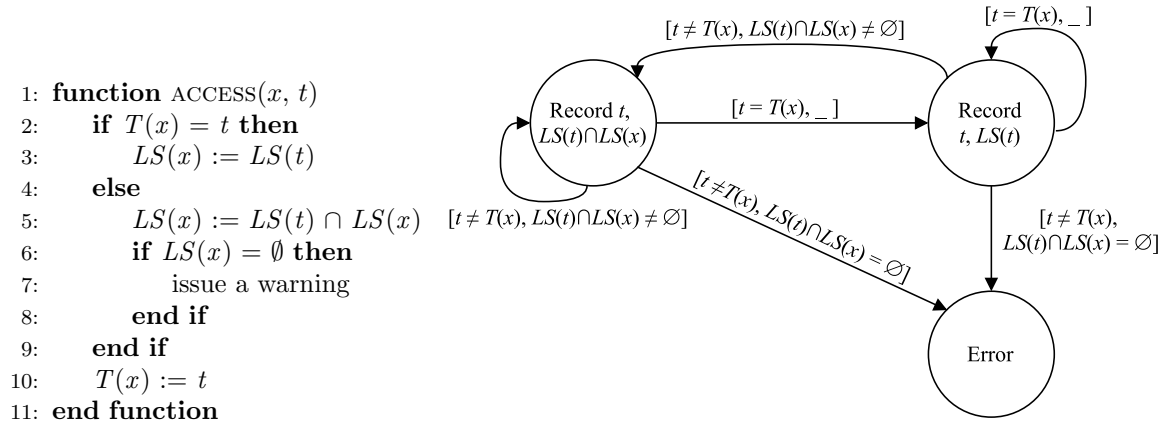 1: function ACCESS(x, t)
2: if T(x) = t then
3: LS(x) := LS(t)
4: else
5: LS(x) := LS(t) ∩ LS(x)
6: if LS(x) = ∅ then
7: issue a warning
8: end if
9: end if
10: T(x) := t
11: end function
[t ≠ T(x), LS(t)∩LS(x) ≠ ∅]
[t = T(x), _ ]
Record t,
LS(t)∩LS(x)
[t = T(x), _ ]
Record
t, LS(t)
[t ≠ T(x), LS(t)∩LS(x) ≠ ∅]
[t ≠T(x), LS(t)∩LS(x) = ∅]
[t ≠ T(x),
LS(t)∩LS(x) = ∅]
Error